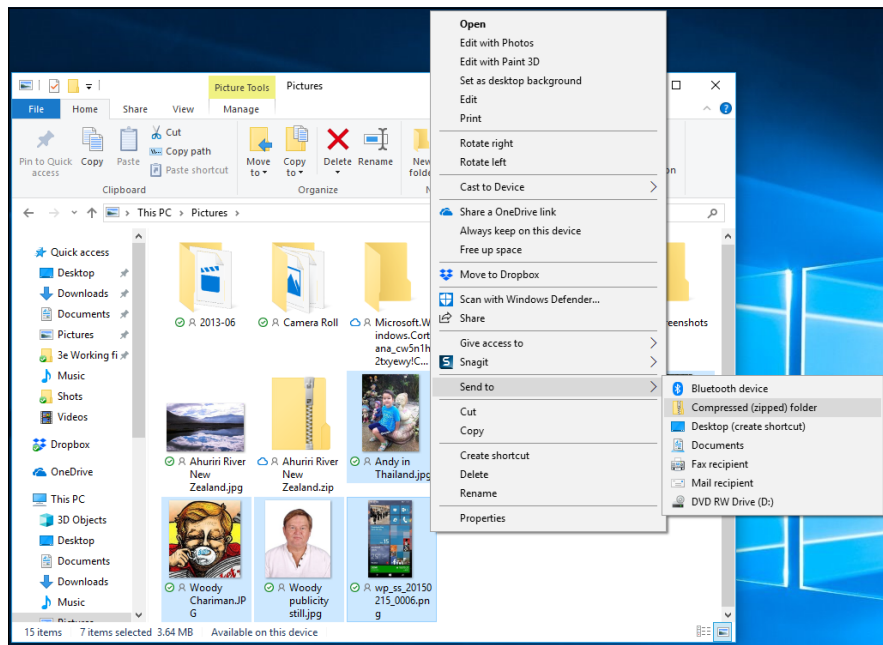 Picture Tools
Pictures
File
Home
Share
View
Manage
Pin to Quick
access
Copy
Paste
Cut
Copy path
Paste shortcut
Move
to
Copy
to
Delete
Rename
New
Clipboard
Organize
This PC
Pictures
Quick access
Desktop
Downloads
Documents
Pictures
3e Working fi
Music
Shots
Videos
Dropbox
OneDrive
This PC
3D Objects
Desktop
Documents
Downloads
Music
2013-06
Camera Roll
Microsoft.W
indows.Cort
ana_cw5n1h
2txyewy!C...
Ahuriri River
New
Zealand.jpg
Ahuriri River
New
Zealand.zip
Andy in
Thailand.jpg
Woody
Chariman.JP
G
Woody
publicity
still.jpg
wp_ss_20150
215_0006.pn
g
15 items
7 items selected
3.64 MB
Available on this device
Open
Edit with Photos
Edit with Paint 3D
Set as desktop background
Edit
Print
Rotate right
Rotate left
Cast to Device
Share a OneDrive link
Always keep on this device
Free up space
Move to Dropbox
Scan with Windows Defender...
Share
Give access to
Snagit
Send to
Cut
Copy
Create shortcut
Delete
Rename
Properties
Bluetooth device
Compressed (zipped) folder
Desktop (create shortcut)
Documents
Fax recipient
Mail recipient
DVD RW Drive (D:)